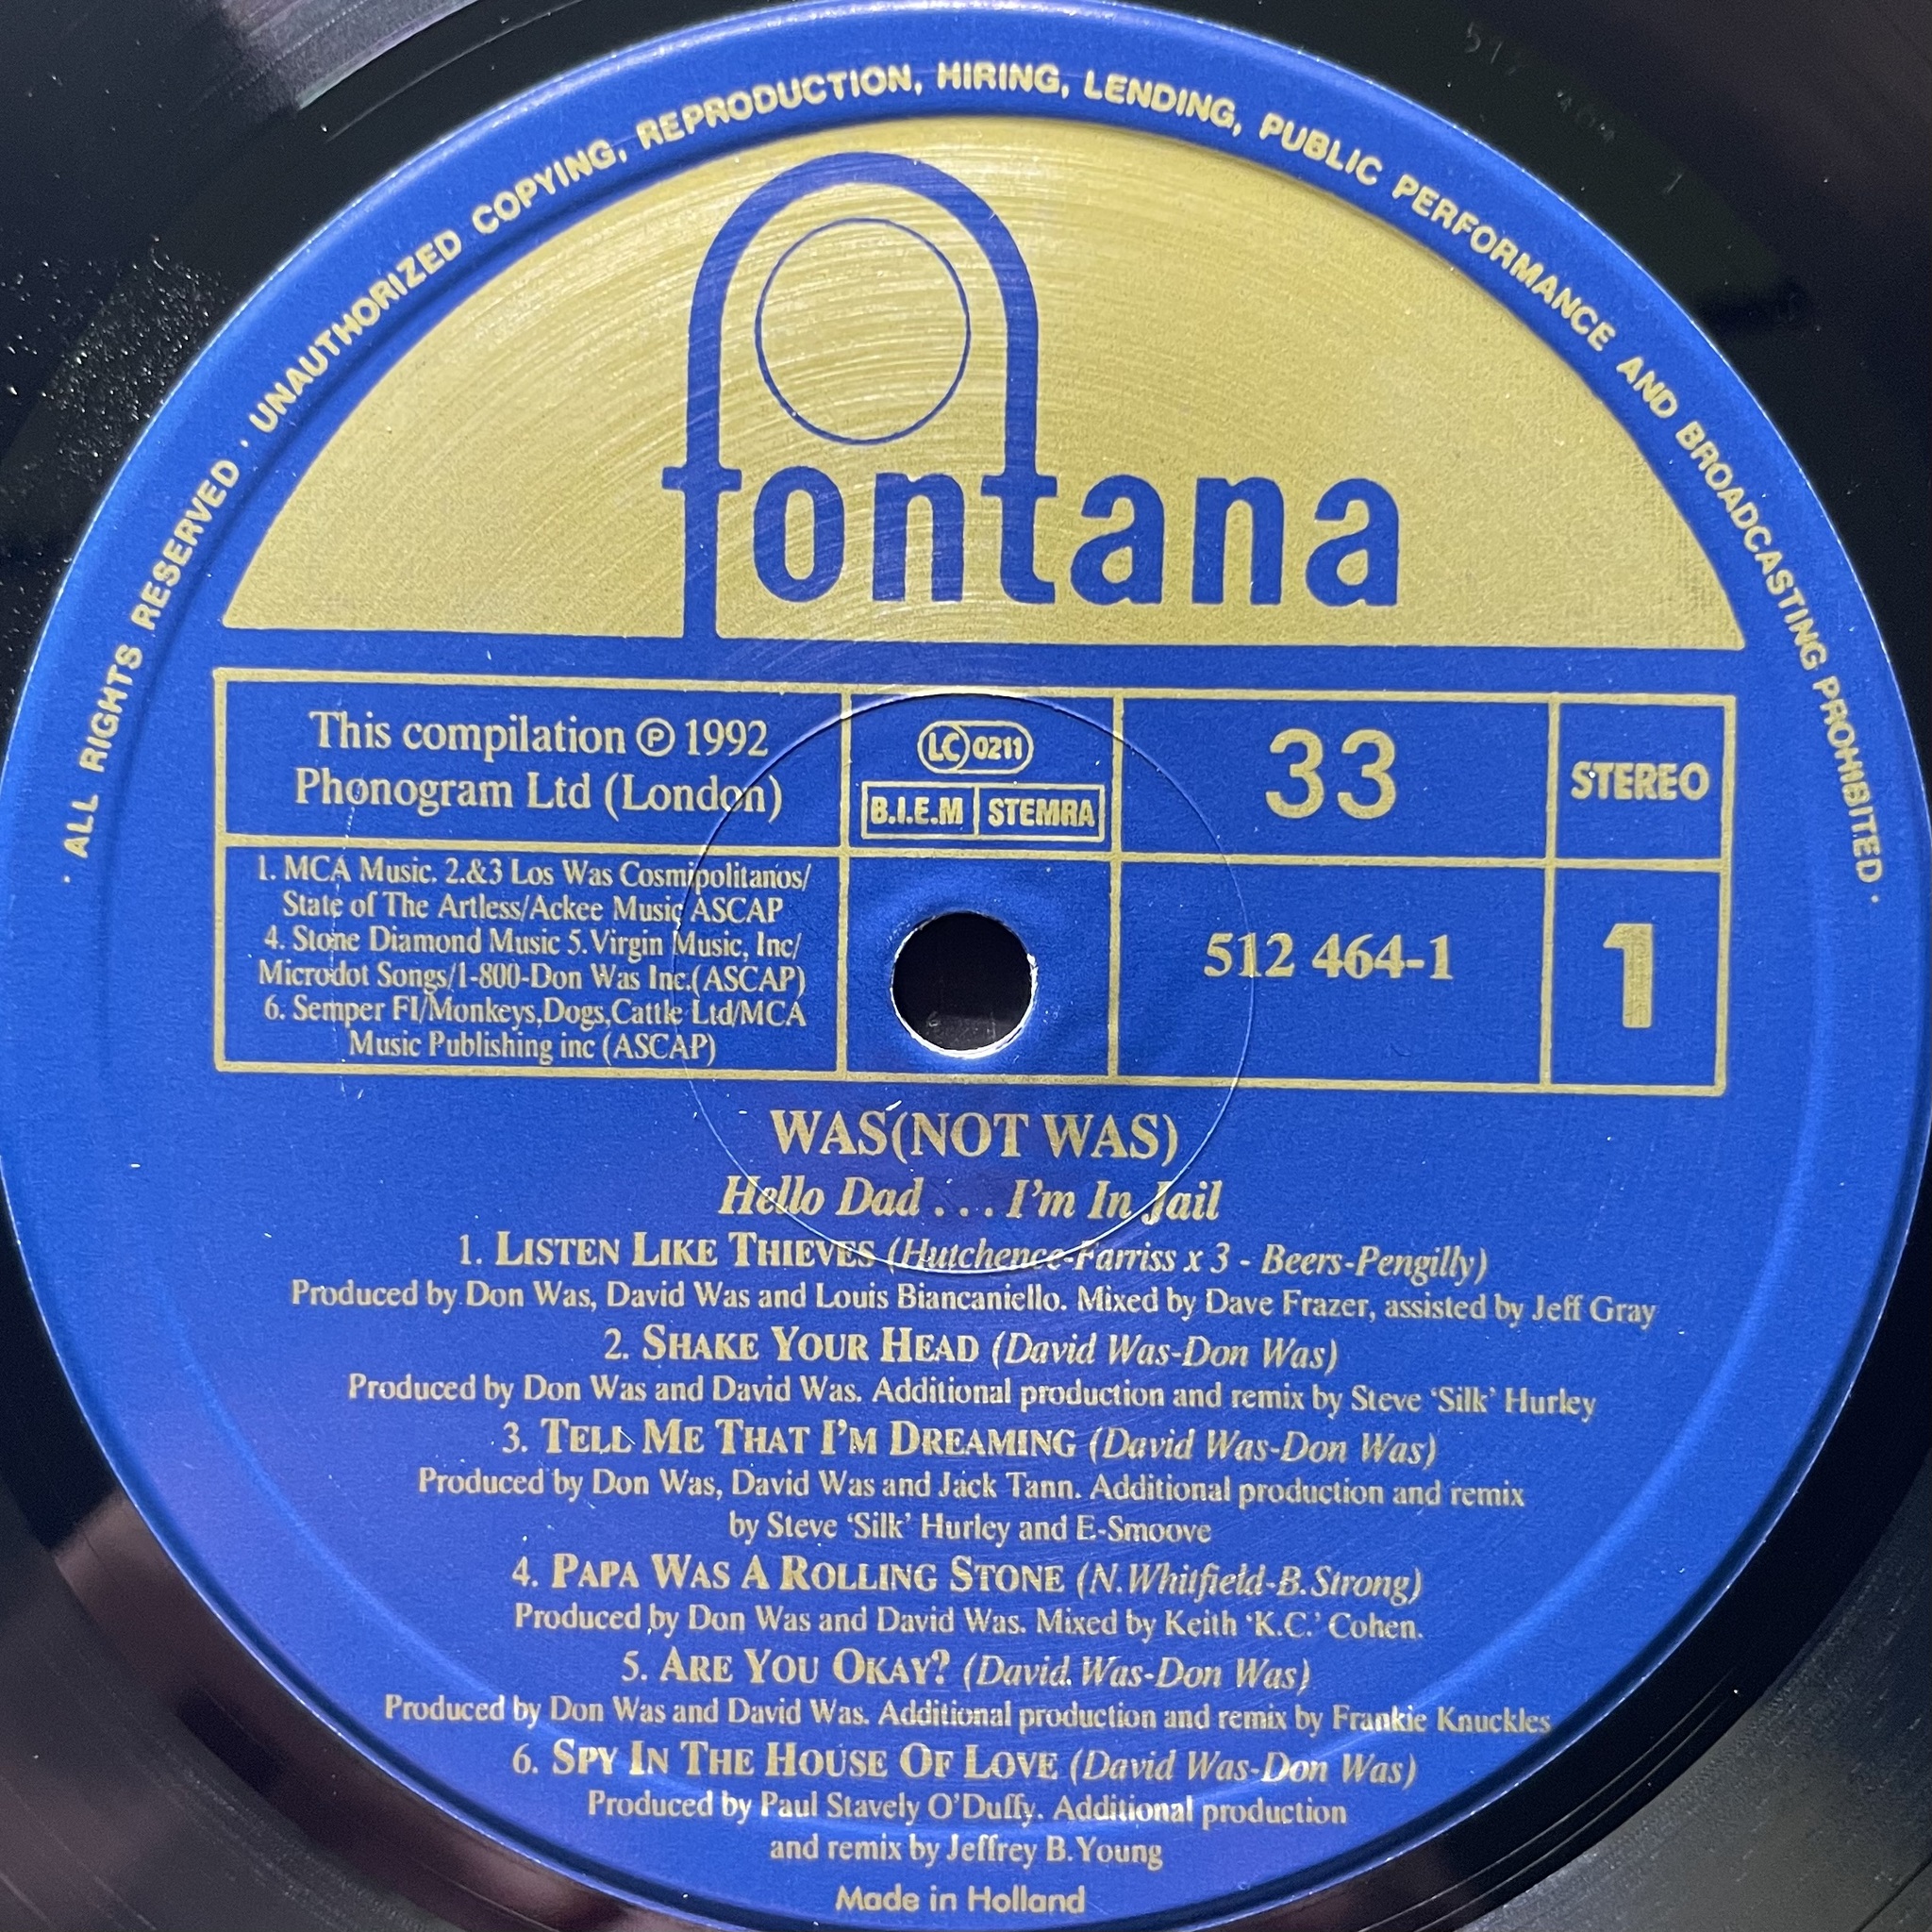 · ALL RIGHTS RESERVED · UNAUTHORIZED COPYING, REPRODUCTION, HIRING, LENDING, PUBLIC PERFORMANCE AND BROADCASTING PROHIBITED ·
fontana
This compilation ℗ 1992
Phonogram Ltd (London)
LC 0211
B.I.E.M STEMRA
33
STEREO
1. MCA Music. 2.&3 Los Was Cosmipolitanos/
State of The Artless/Ackee Music ASCAP
4. Stone Diamond Music 5.Virgin Music, Inc/
Microdot Songs/1-800-Don Was Inc.(ASCAP)
6. Semper FI/Monkeys,Dogs,Cattle Ltd/MCA
Music Publishing inc (ASCAP)
512 464-1
1
WAS(NOT WAS)
Hello Dad . . . I'm In Jail
1. LISTEN LIKE THIEVES (Hutchence-Farriss x 3 - Beers-Pengilly)
Produced by Don Was, David Was and Louis Biancaniello. Mixed by Dave Frazer, assisted by Jeff Gray
2. SHAKE YOUR HEAD (David Was-Don Was)
Produced by Don Was and David Was. Additional production and remix by Steve 'Silk' Hurley
3. TELL ME THAT I'M DREAMING (David Was-Don Was)
Produced by Don Was, David Was and Jack Tann. Additional production and remix
by Steve 'Silk' Hurley and E-Smoove
4. PAPA WAS A ROLLING STONE (N.Whitfield-B.Strong)
Produced by Don Was and David Was. Mixed by Keith 'K.C.' Cohen.
5. ARE YOU OKAY? (David Was-Don Was)
Produced by Don Was and David Was. Additional production and remix by Frankie Knuckles
6. SPY IN THE HOUSE OF LOVE (David Was-Don Was)
Produced by Paul Stavely O'Duffy. Additional production
and remix by Jeffrey B.Young
Made in Holland